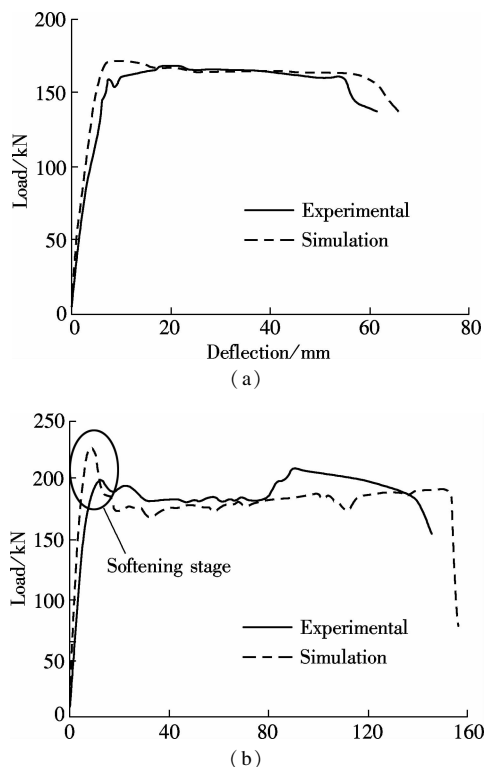 200
150
100
50
0
Load/kN
Experimental
Simulation
0 20 40 60 80
Deflection/mm
(a)
250
200
150
100
50
0
Load/kN
Softening stage
Experimental
Simulation
0 40 80 120 160
(b)